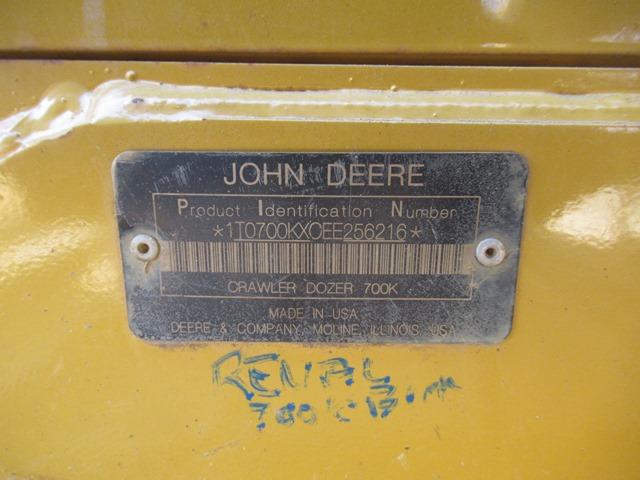 JOHN DEERE
Product Identification Number
*1T0700KXCEE256216*
CRAWLER DOZER 700K
MADE IN USA
DEERE & COMPANY, MOLINE, ILLINOIS, USA